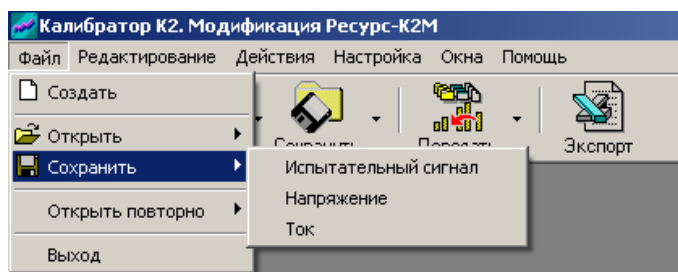 Калибратор К2. Модификация Ресурс-К2М
Файл Редактирование Действия Настройка Окна Помощь
Создать
Открыть
Экспорт
Сохранить
Испытательный сигнал
Напряжение
Открыть повторно
Ток
Выход